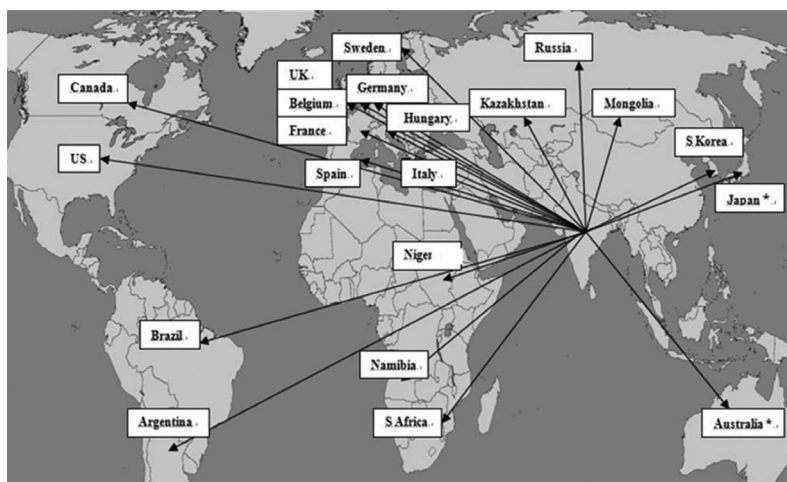 Sweden
Russia
UK
Canada
Germany
Belgium
Kazakhstan
Mongolia
Hungary
France
S Korea
US
Spain
Italy
Japan *
Niger
Brazil
Namibia
Argentina
S Africa
Australia *